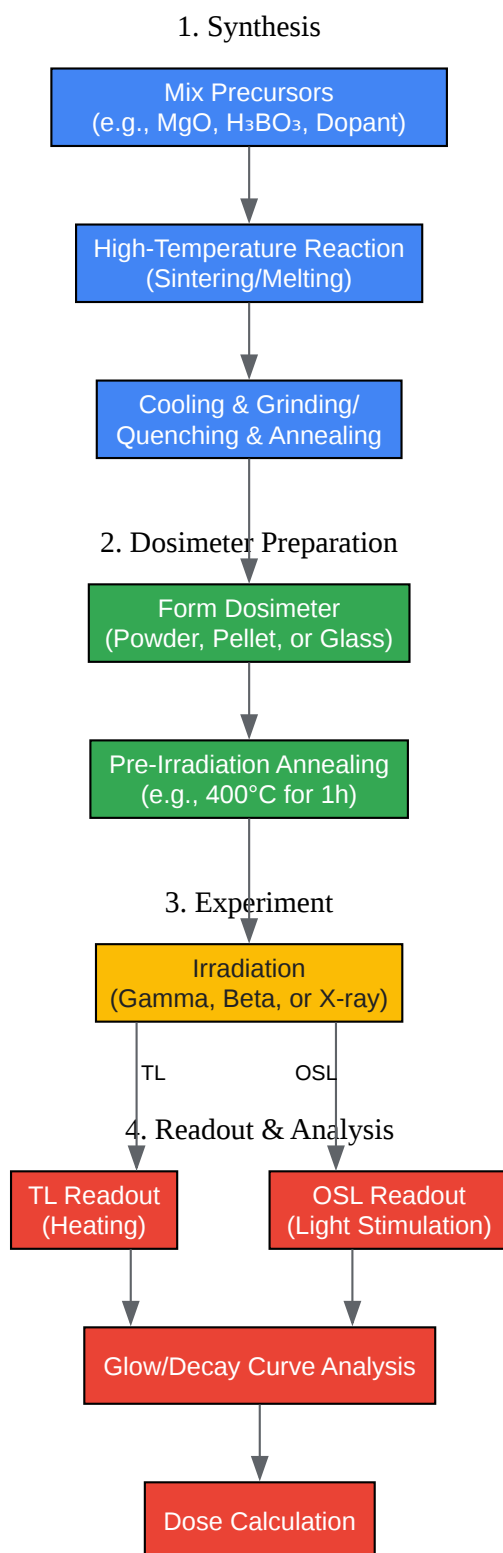 1. Synthesis
Mix Precursors
(e.g., MgO, H₃BO₃, Dopant)
High-Temperature Reaction
(Sintering/Melting)
Cooling & Grinding/
Quenching & Annealing
2. Dosimeter Preparation
Form Dosimeter
(Powder, Pellet, or Glass)
Pre-Irradiation Annealing
(e.g., 400°C for 1h)
3. Experiment
Irradiation
(Gamma, Beta, or X-ray)
TL
OSL
4. Readout & Analysis
TL Readout
(Heating)
OSL Readout
(Light Stimulation)
Glow/Decay Curve Analysis
Dose Calculation